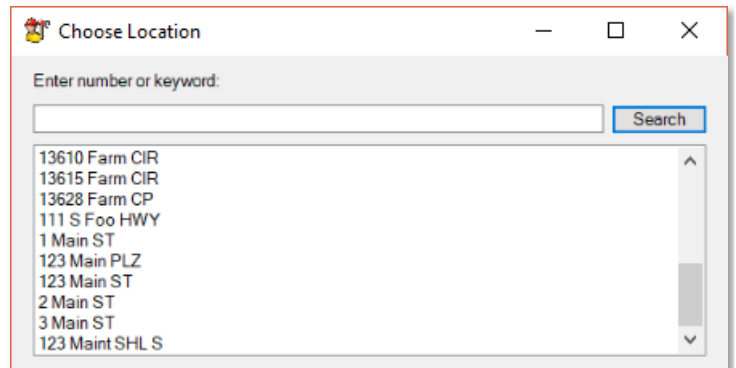 Choose Location
Enter number or keyword:
Search
13610 Farm CIR
13615 Farm CIR
13628 Farm CP
111 S Foo HWY
1 Main ST
123 Main PLZ
123 Main ST
2 Main ST
3 Main ST
123 Maint SHL S